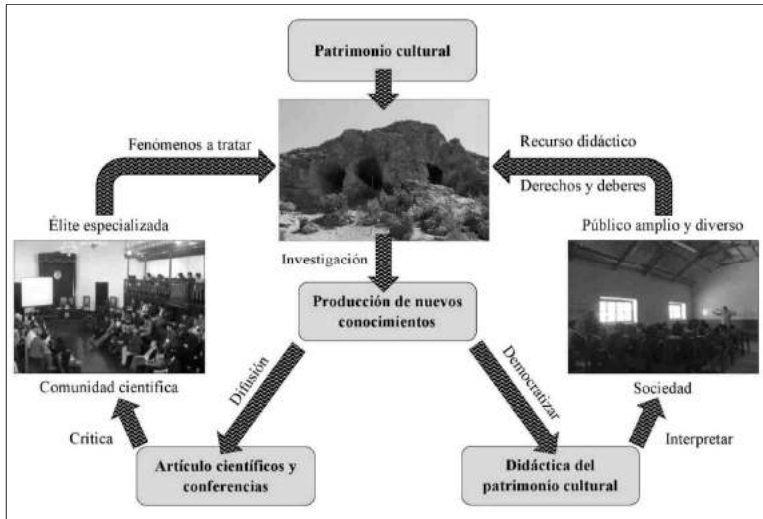 Patrimonio cultural
Fenómenos a tratar
Recurso didáctico
Derechos y deberes
Élite especializada
Público amplio y diverso
Investigación
Producción de nuevos
conocimientos
Comunidad científica
Difusión
Democratizar
Sociedad
Crítica
Interpretar
Artículo científicos y
conferencias
Didáctica del
patrimonio cultural